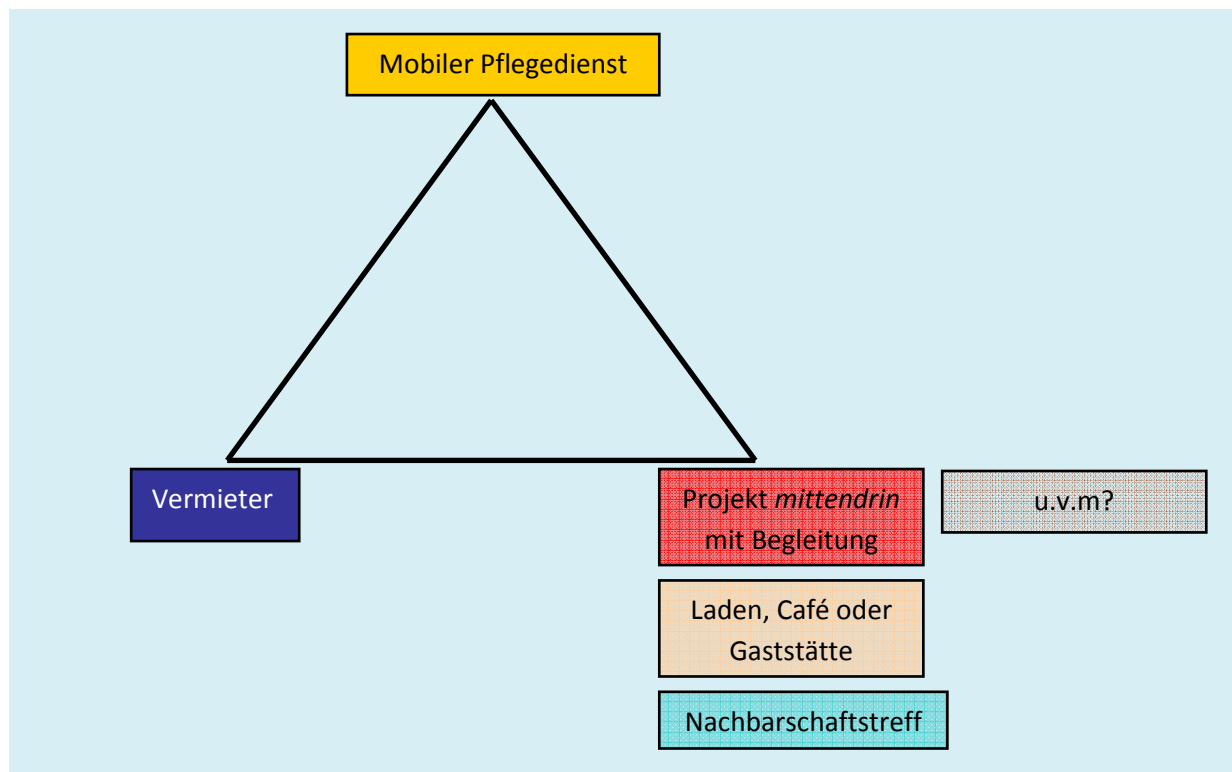 Mobiler Pflegedienst
Vermieter
Projekt mittendrin
mit Begleitung
u.v.m?
Laden, Café oder
Gaststätte
Nachbarschaftstreff